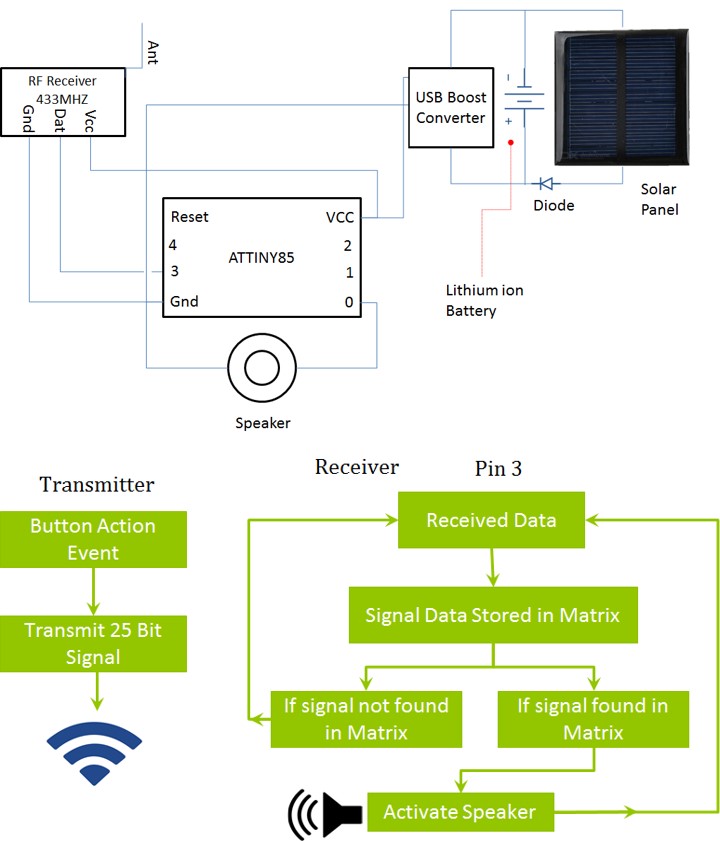 Ant
RF Receiver
433MHZ
Gnd
Dat
Vcc
USB Boost
Converter
-
+
Solar
Panel
Diode
Lithium ion
Battery
Reset
VCC
4
2
ATTINY85
3
1
Gnd
0
Speaker
Transmitter
Button Action
Event
Transmit 25 Bit
Signal
Receiver
Pin 3
Received Data
Signal Data Stored in Matrix
If signal not found
in Matrix
If signal found in
Matrix
Activate Speaker